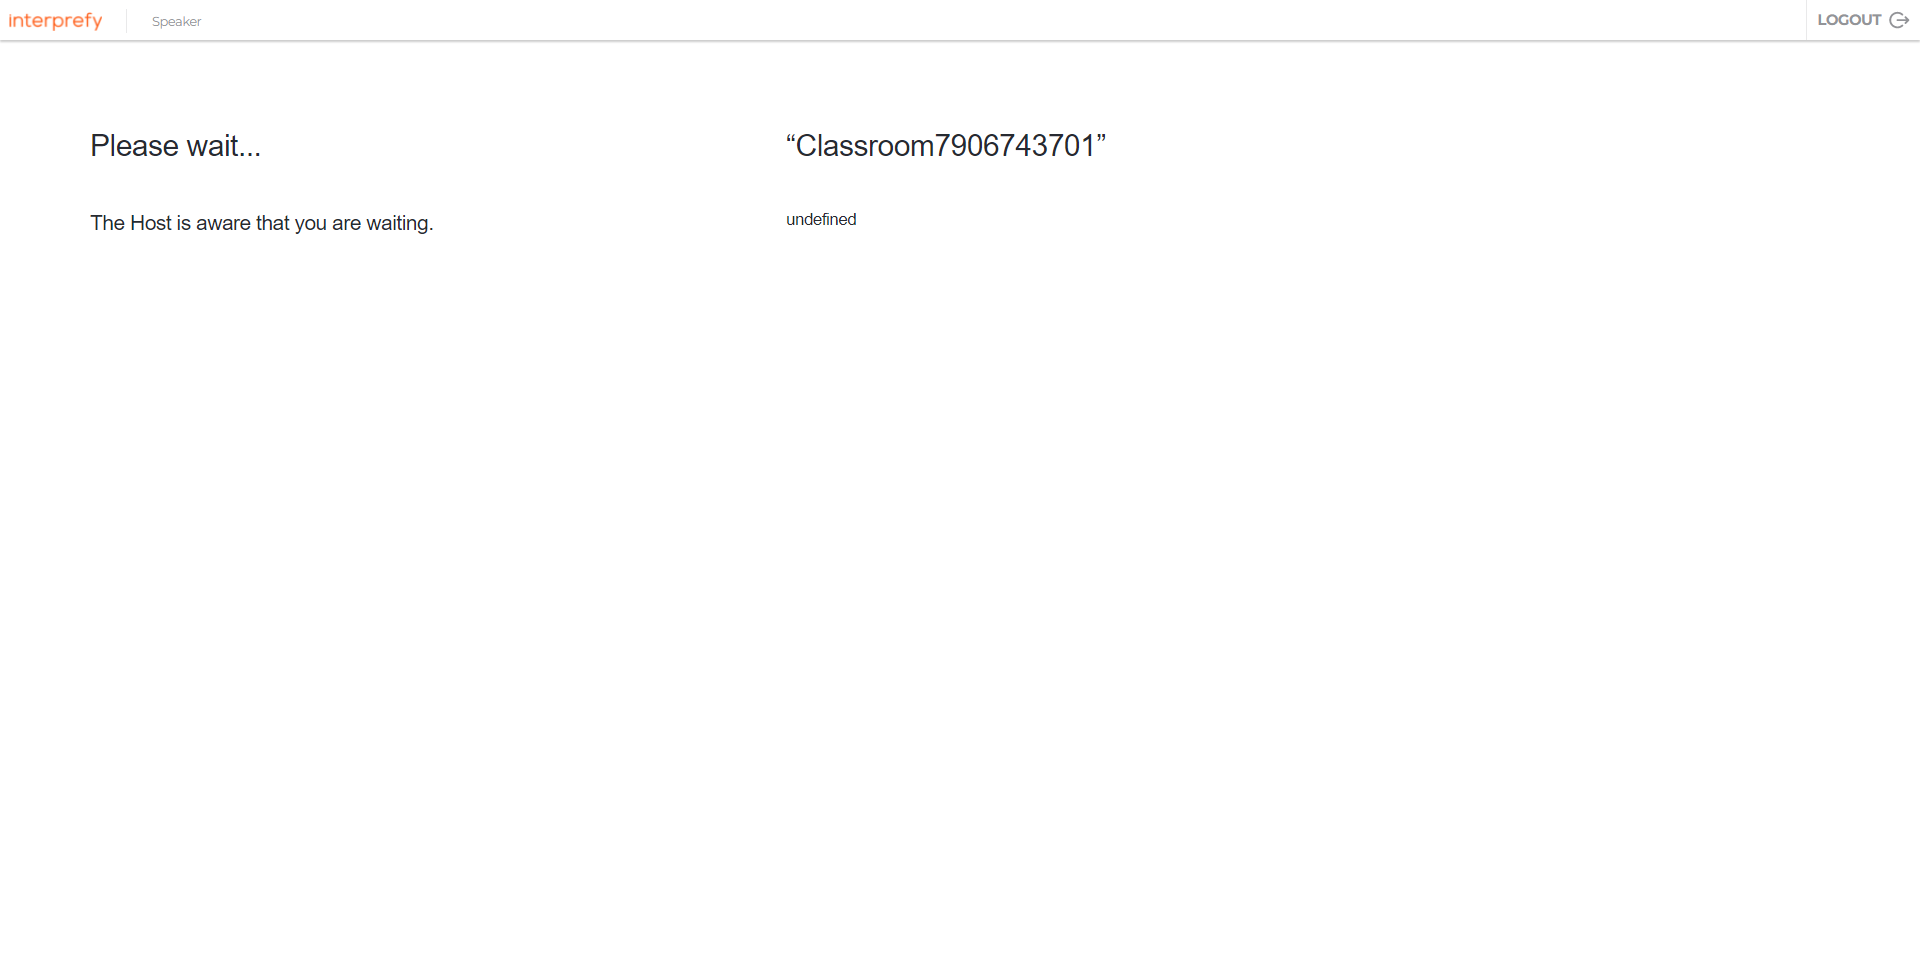 interprefy
Speaker
LOGOUT
Please wait...
The Host is aware that you are waiting.
“Classroom7906743701”
undefined